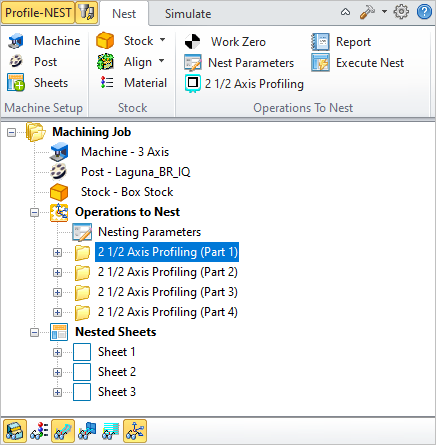 Profile-NEST Nest Simulate
Machine Stock Work Zero Report
Post Align Nest Parameters Execute Nest
Sheets Material 2 1/2 Axis Profiling
Machine Setup Stock Operations To Nest
Machining Job
Machine - 3 Axis
Post - Laguna_BR_IQ
Stock - Box Stock
Operations to Nest
Nesting Parameters
2 1/2 Axis Profiling (Part 1)
2 1/2 Axis Profiling (Part 2)
2 1/2 Axis Profiling (Part 3)
2 1/2 Axis Profiling (Part 4)
Nested Sheets
Sheet 1
Sheet 2
Sheet 3